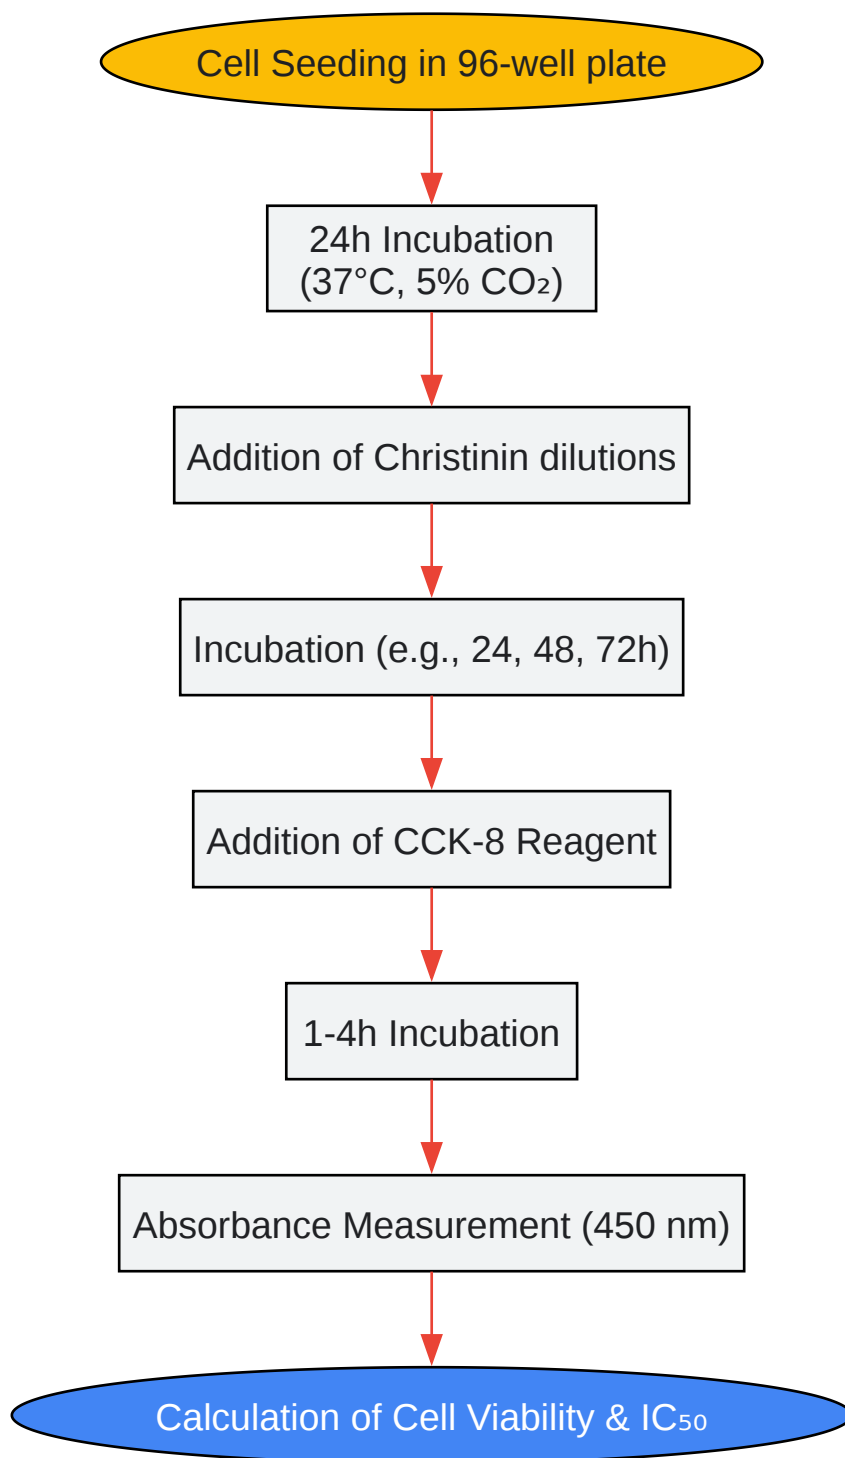 Cell Seeding in 96-well plate
24h Incubation
(37°C, 5% CO₂)
Addition of Christinin dilutions
Incubation (e.g., 24, 48, 72h)
Addition of CCK-8 Reagent
1-4h Incubation
Absorbance Measurement (450 nm)
Calculation of Cell Viability & IC₅₀